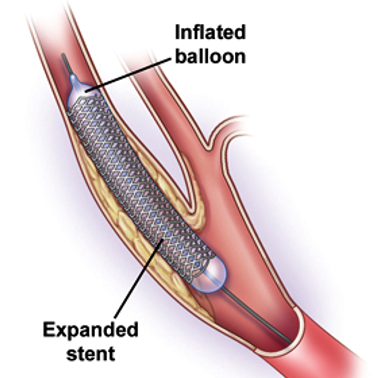 Inflated
balloon
Expanded
stent